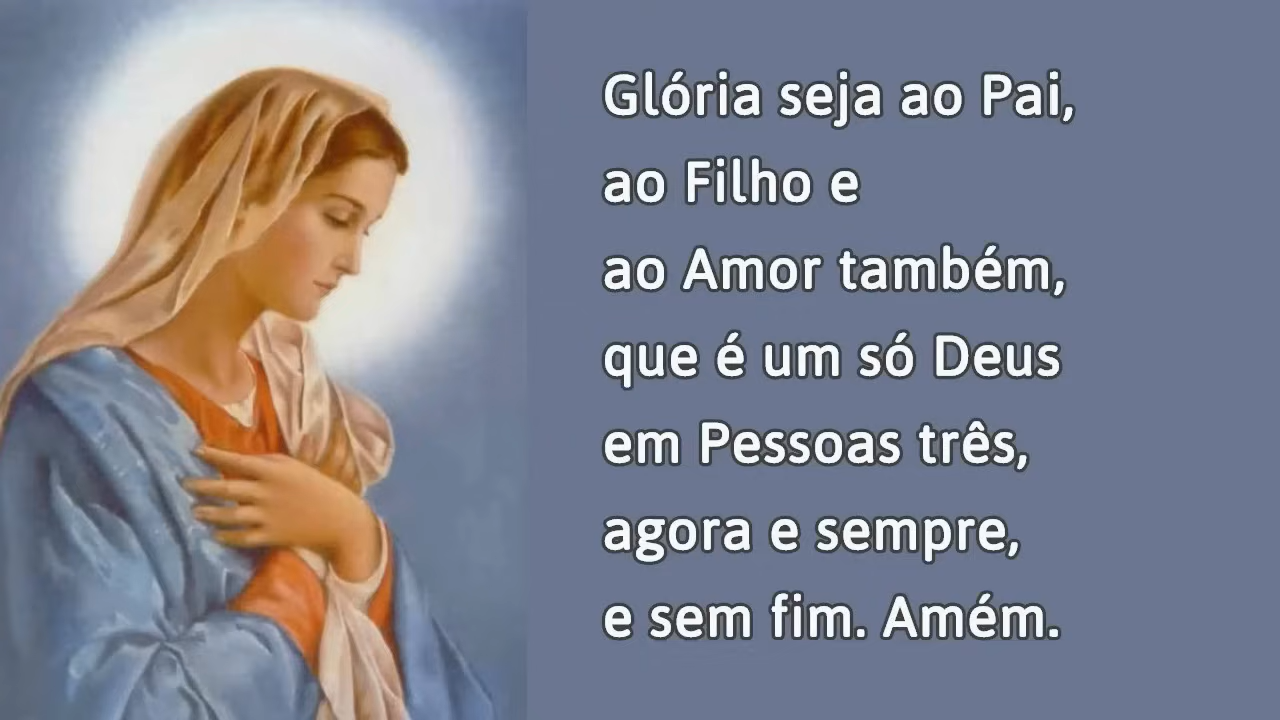 Glória seja ao Pai,
ao Filho e
ao Amor também,
que é um só Deus
em Pessoas três,
agora e sempre,
e sem fim. Amém.